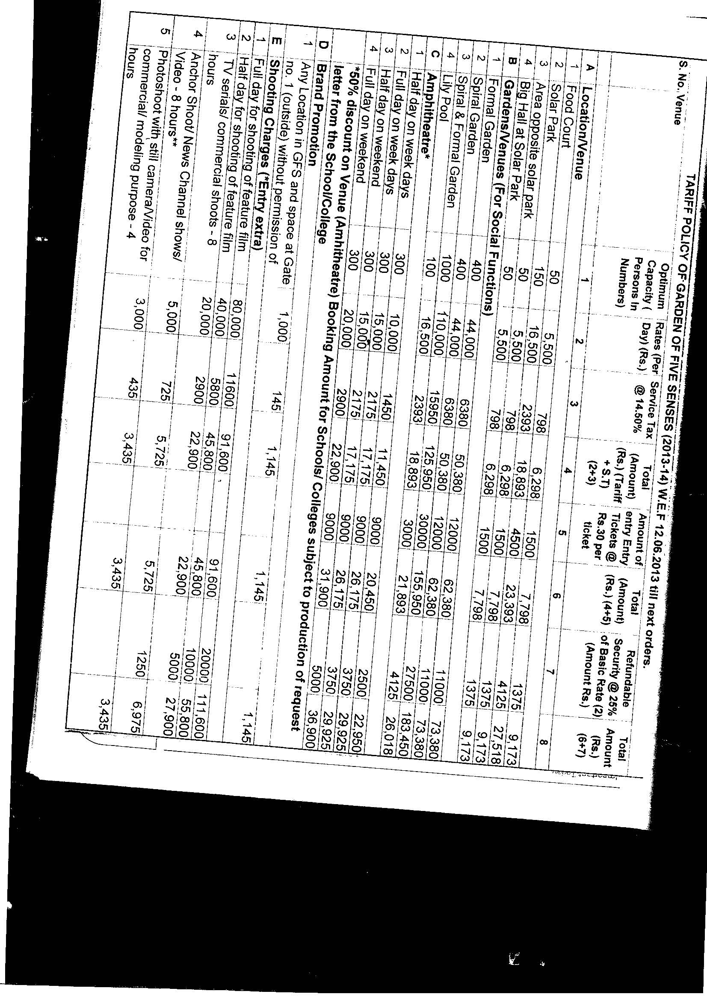 TARIFF POLICY OF GARDEN OF FIVE SENSES (2013-14) W.E.F 12.06.2013 till next orders.
S. No. Venue Optimum Capacity ( Persons In Numbers) Rates (Per Day) (Rs.) Service Tax @ 14.50% Total (Amount) (Rs.) (Tariff + S.T) (2+3) Amount of entry Entry Tickets @ Rs.30 per ticket Total (Amount) (Rs.) (4+5) Refundable Security @ 25% of Basic Rate (2) (Amount Rs.) Total Amount (Rs.) (6+7)
1 2 3 4 5 6 7 8
A Location/Venue
1 Food Court 50 5,500 798 6,298 1500 7,798 1375 9,173
2 Solar Park 150 16,500 2393 18,893 4500 23,393 4125 27,518
3 Area opposite solar park 50 5,500 798 6,298 1500 7,798 1375 9,173
4 Big Hall at Solar Park 50 5,500 798 6,298 1500 7,798 1375 9,173
B Gardens/Venues (For Social Functions)
1 Formal Garden 400 44,000 6380 50,380 12000 62,380 11000 73,380
2 Spiral Garden 400 44,000 6380 50,380 12000 62,380 11000 73,380
3 Spiral & Formal Garden 1000 110,000 15950 125,950 30000 155,950 27500 183,450
4 Lily Pool 100 16,500 2393 18,893 3000 21,893 4125 26,018
C Amphitheatre*
1 Half day on week days 300 10,000 1450 11,450 9000 20,450 2500 22,950
2 Full day on week days 300 15,000 2175 17,175 9000 26,175 3750 29,925
3 Half day on weekend 300 15,000 2175 17,175 9000 26,175 3750 29,925
4 Full day on weekend 300 20,000 2900 22,900 9000 31,900 5000 36,900
*50% discount on Venue (Amhitheatre) Booking Amount for Schools/ Colleges subject to production of request
letter from the School/College
D Brand Promotion
1 Any Location in GFS and space at Gate
no. 1 (outside) without permission of 1,000 145 1,145 1,145 1,145
E Shooting Charges (*Entry extra)
1 Full day for shooting of feature film 80,000 11600 91,600 91,600 20000 111,600
2 Half day for shooting of feature film 40,000 5800 45,800 45,800 10000 55,800
3 TV serials/ commercial shoots - 8
hours 20,000 2900 22,900 22,900 5000 27,900
4 Anchor Shoot/ News Channel shows/
Video - 8 hours** 5,000 725 5,725 5,725 1250 6,975
5 Photoshoot with still camera/Video for
commercial/ modeling purpose - 4
hours 3,000 435 3,435 3,435 3,435